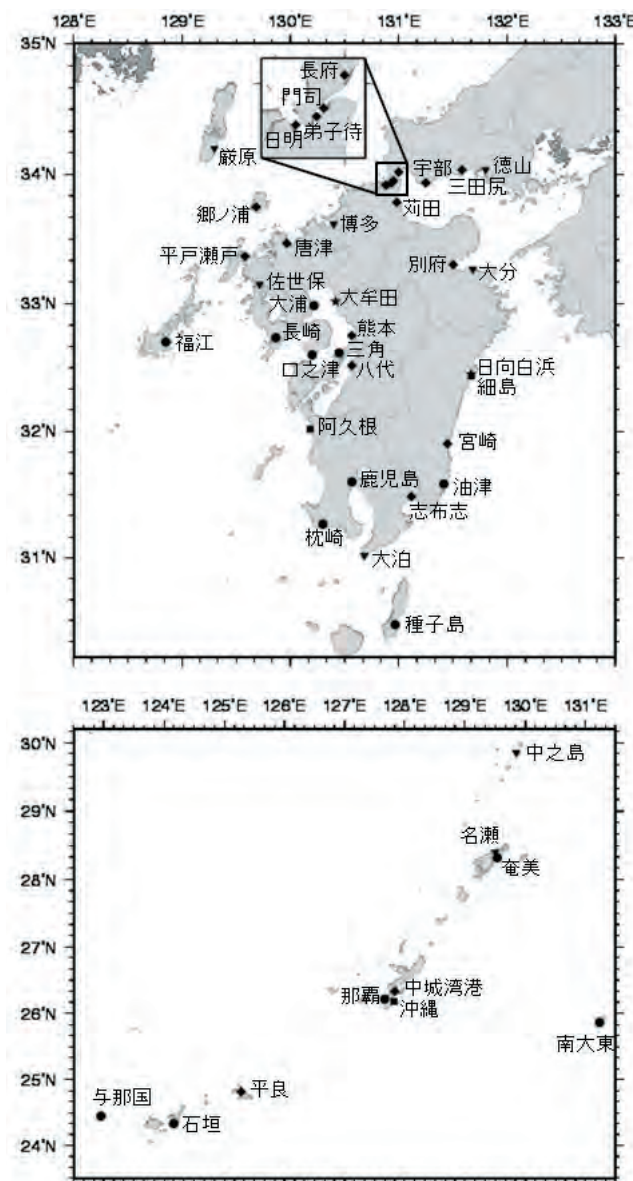 128°E 129°E 130°E 131°E 132°E 133°E
35°N
長府
門司
日明 弟子待
厳原
34°N
宇部 徳山
三田尻
苅田
郷ノ浦
博多
平戸瀬戸 唐津
別府
大分
佐世保
33°N
大浦 大牟田
長崎 熊本
福江 三角
口之津 八代
日向白浜
細島
32°N
阿久根
宮崎
鹿児島
油津
志布志
枕崎
31°N
大泊
種子島
123°E 124°E 125°E 126°E 127°E 128°E 129°E 130°E 131°E
30°N
中之島
29°N
名瀬
奄美
28°N
27°N
中城湾港
那覇
沖縄
26°N
南大東
25°N
平良
与那国
石垣
24°N